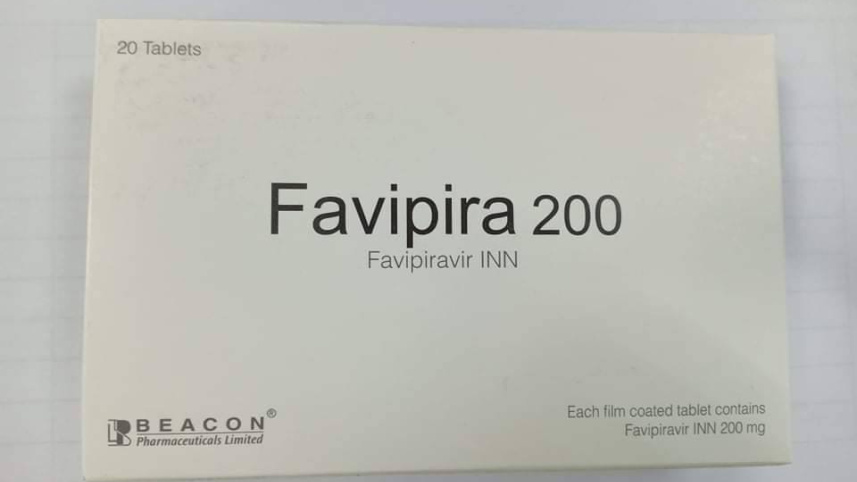 20 Tablets
Favipira 200
Favipiravir INN
BEACON®
Pharmaceuticals Limited
Each film coated tablet contains
Favipiravir INN 200 mg